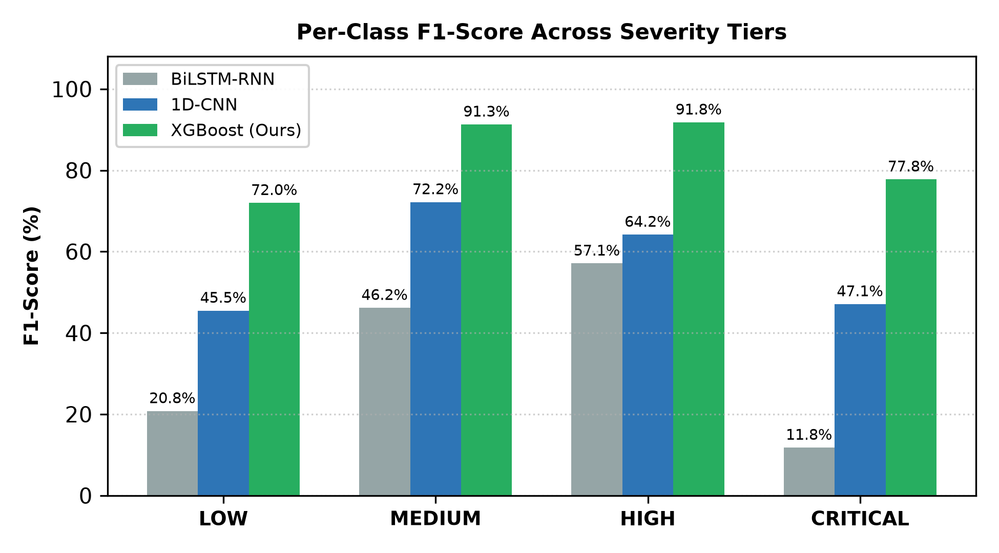 Per-Class F1-Score Across Severity Tiers
BiLSTM-RNN
1D-CNN
XGBoost (Ours)
F1-Score (%)
100
80
60
40
20
0
20.8%
45.5%
72.0%
46.2%
72.2%
91.3%
57.1%
64.2%
91.8%
11.8%
47.1%
77.8%
LOW
MEDIUM
HIGH
CRITICAL